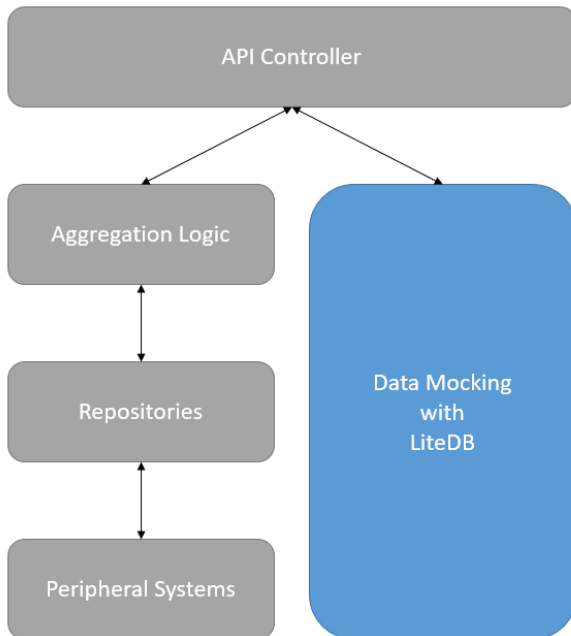 API Controller
Aggregation Logic
Repositories
Peripheral Systems
Data Mocking
with
LiteDB